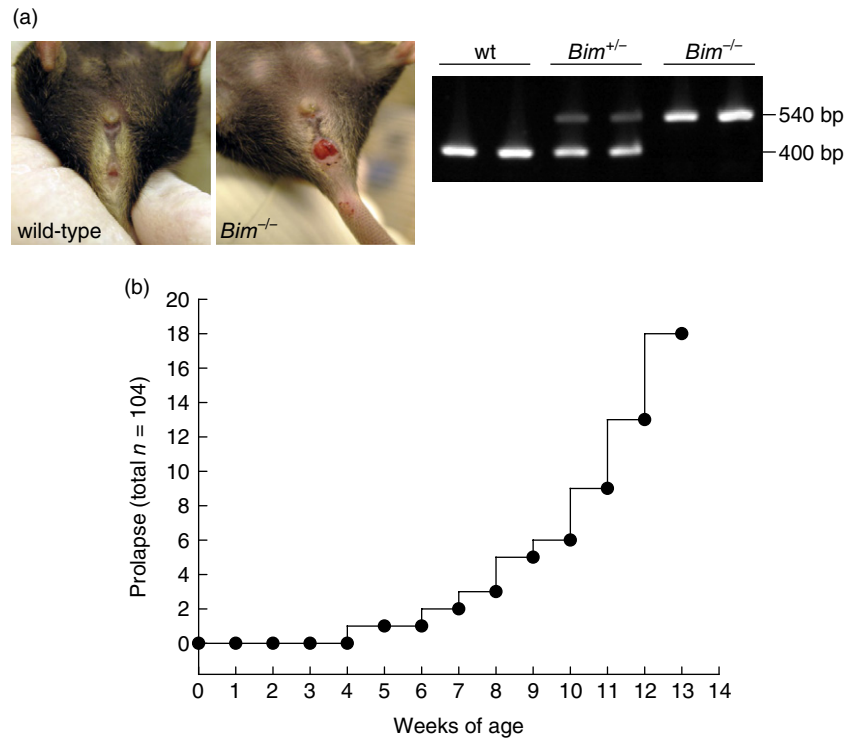 (a)
wild-type
Bim−/−
wt Bim+/− Bim−/−
540 bp
400 bp
(b)
Prolapse (total n = 104)
20
18
16
14
12
10
8
6
4
2
0
0 1 2 3 4 5 6 7 8 9 10 11 12 13 14
Weeks of age